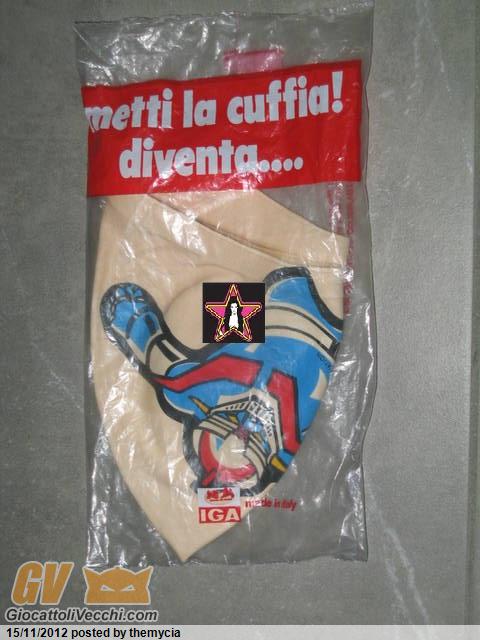 metti la cuffia!
diventa....
IGA
made in italy
GV
GiocattoliVecchi.com
15/11/2012 posted by themycia